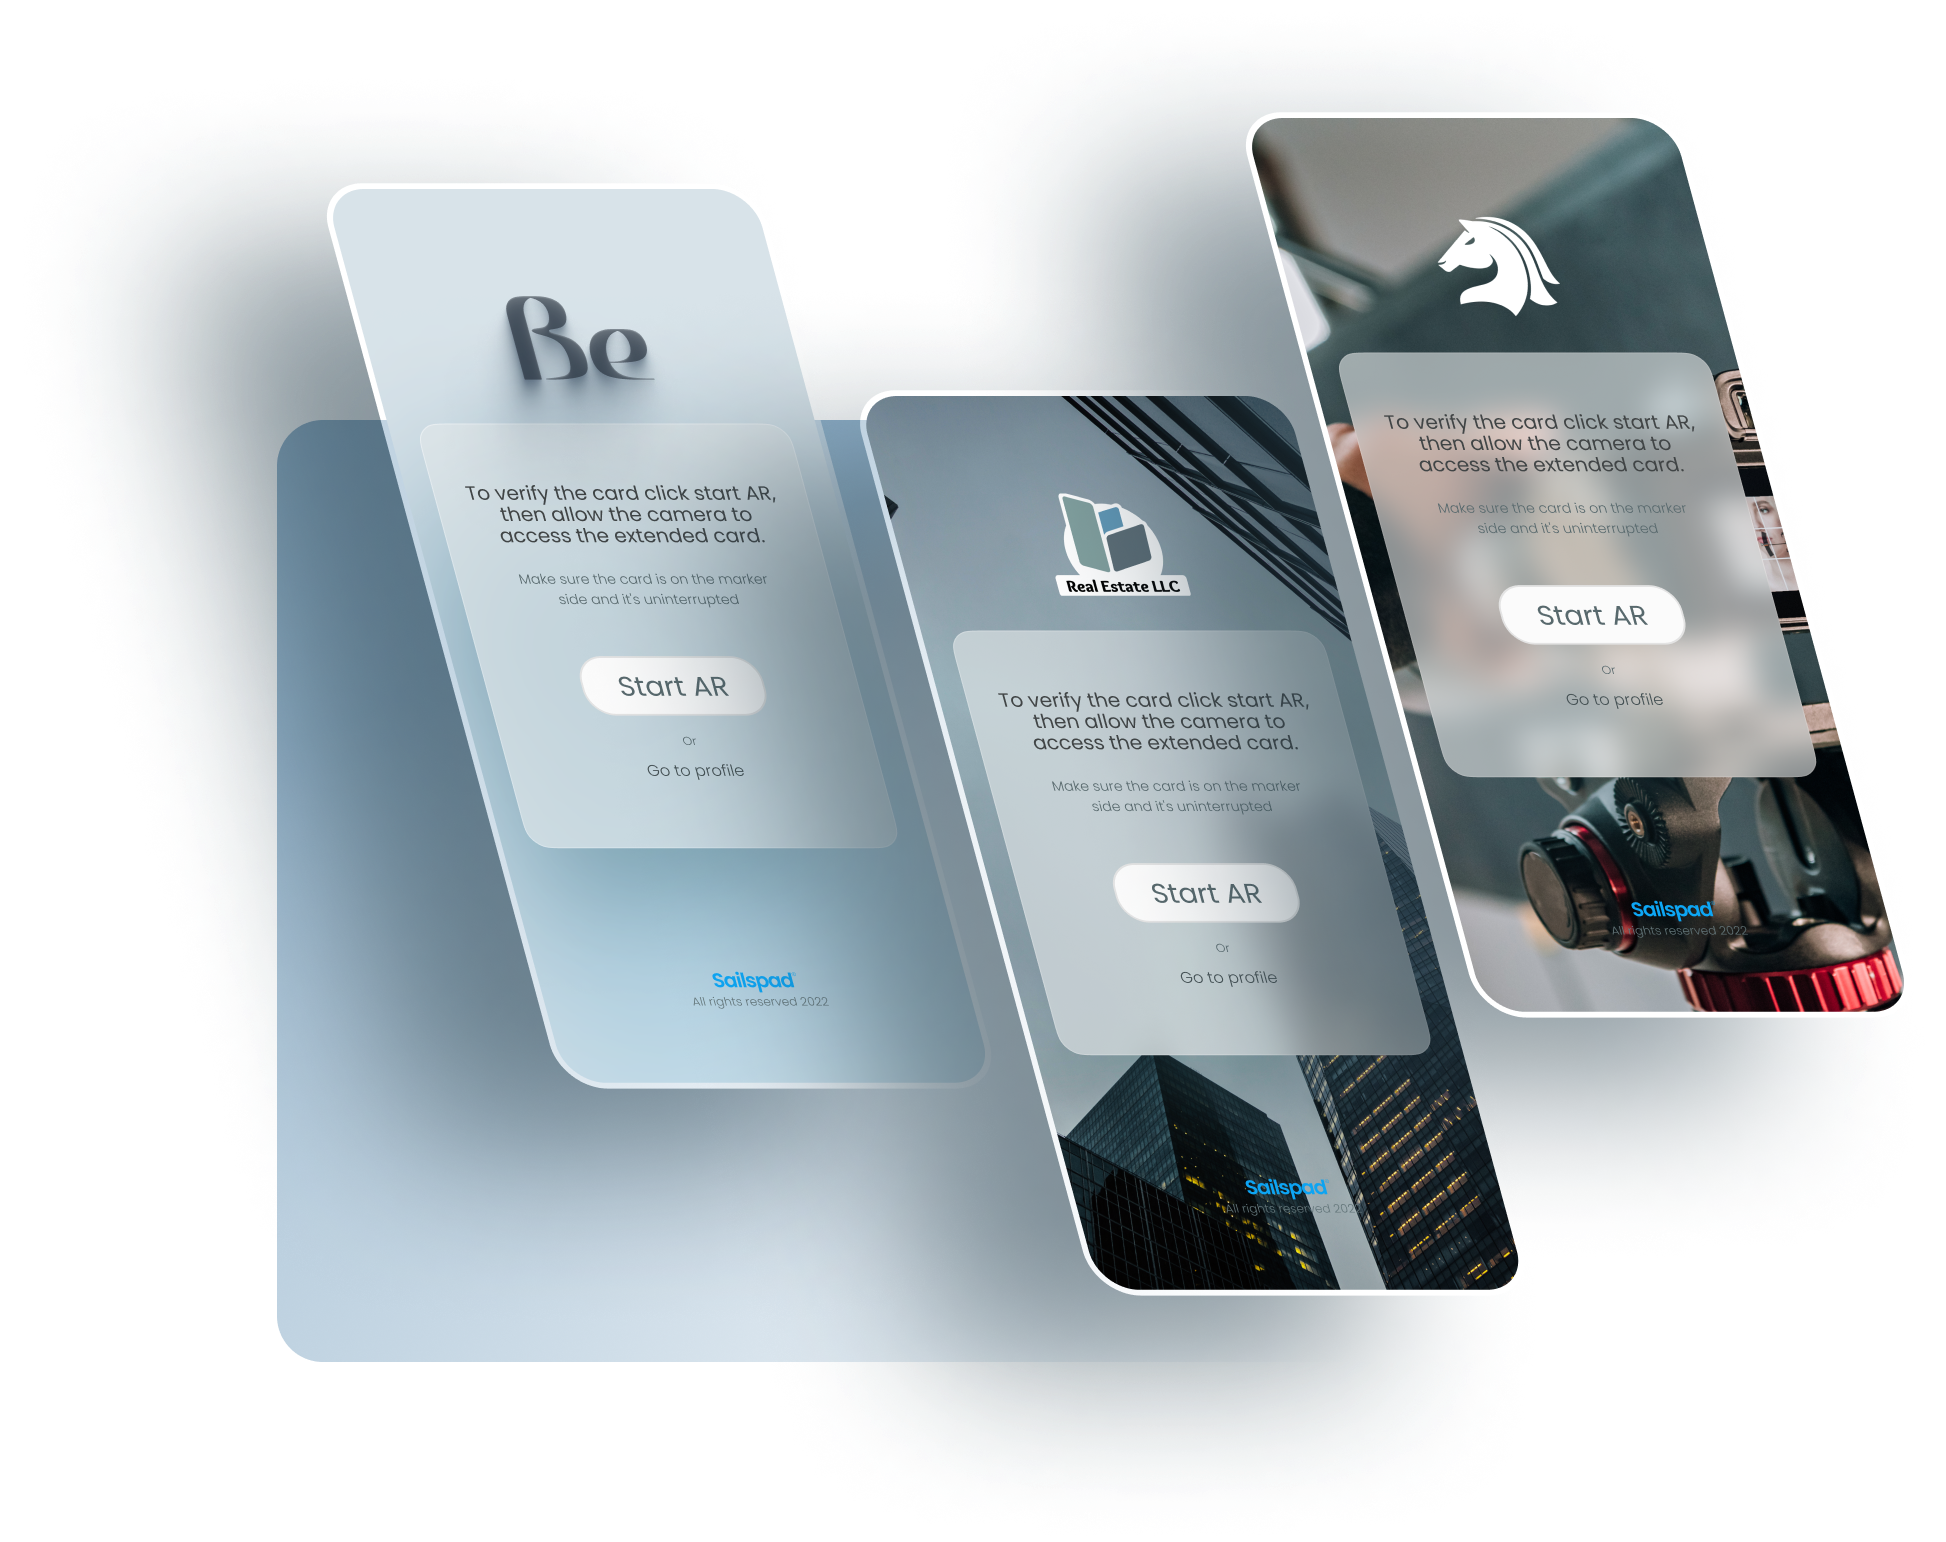 Be
To verify the card click start AR,
then allow the camera to
access the extended card.
Make sure the card is on the marker
side and it's uninterrupted
Start AR
Or
Go to profile
Sailspad
All rights reserved 2022
Real Estate LLC
To verify the card click start AR,
then allow the camera to
access the extended card.
Make sure the card is on the marker
side and it's uninterrupted
Start AR
Or
Go to profile
Sailspad
All rights reserved 2022
To verify the card click start AR,
then allow the camera to
access the extended card.
Make sure the card is on the marker
side and it's uninterrupted
Start AR
Or
Go to profile
Sailspad
All rights reserved 2022